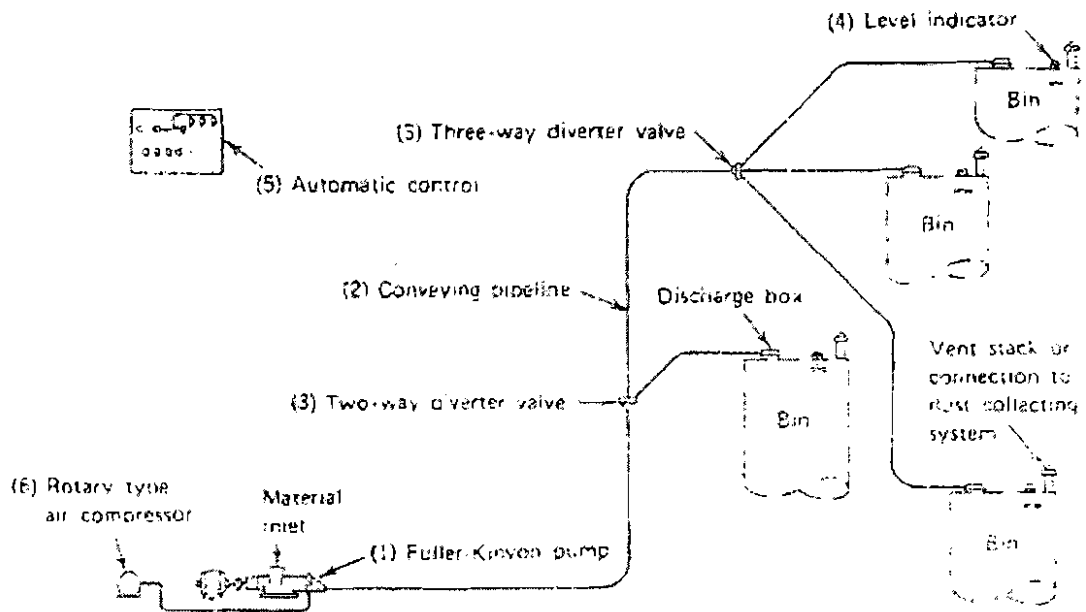 (4) Level indicator
Bin
(3) Three-way diverter valve
(5) Automatic control
Bin
(2) Conveying pipeline
Discharge box
Vent stack or
connection to
dust collecting
system
(3) Two-way diverter valve
Bin
(6) Rotary type
air compressor
Material
inlet
(1) Fuller-Kinyon pump
Bin